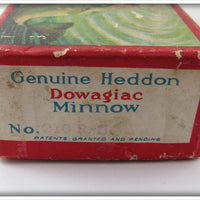 Genuine Heddon
Dowagiac
Minnow
No.
PATENTS GRANTED AND PENDING